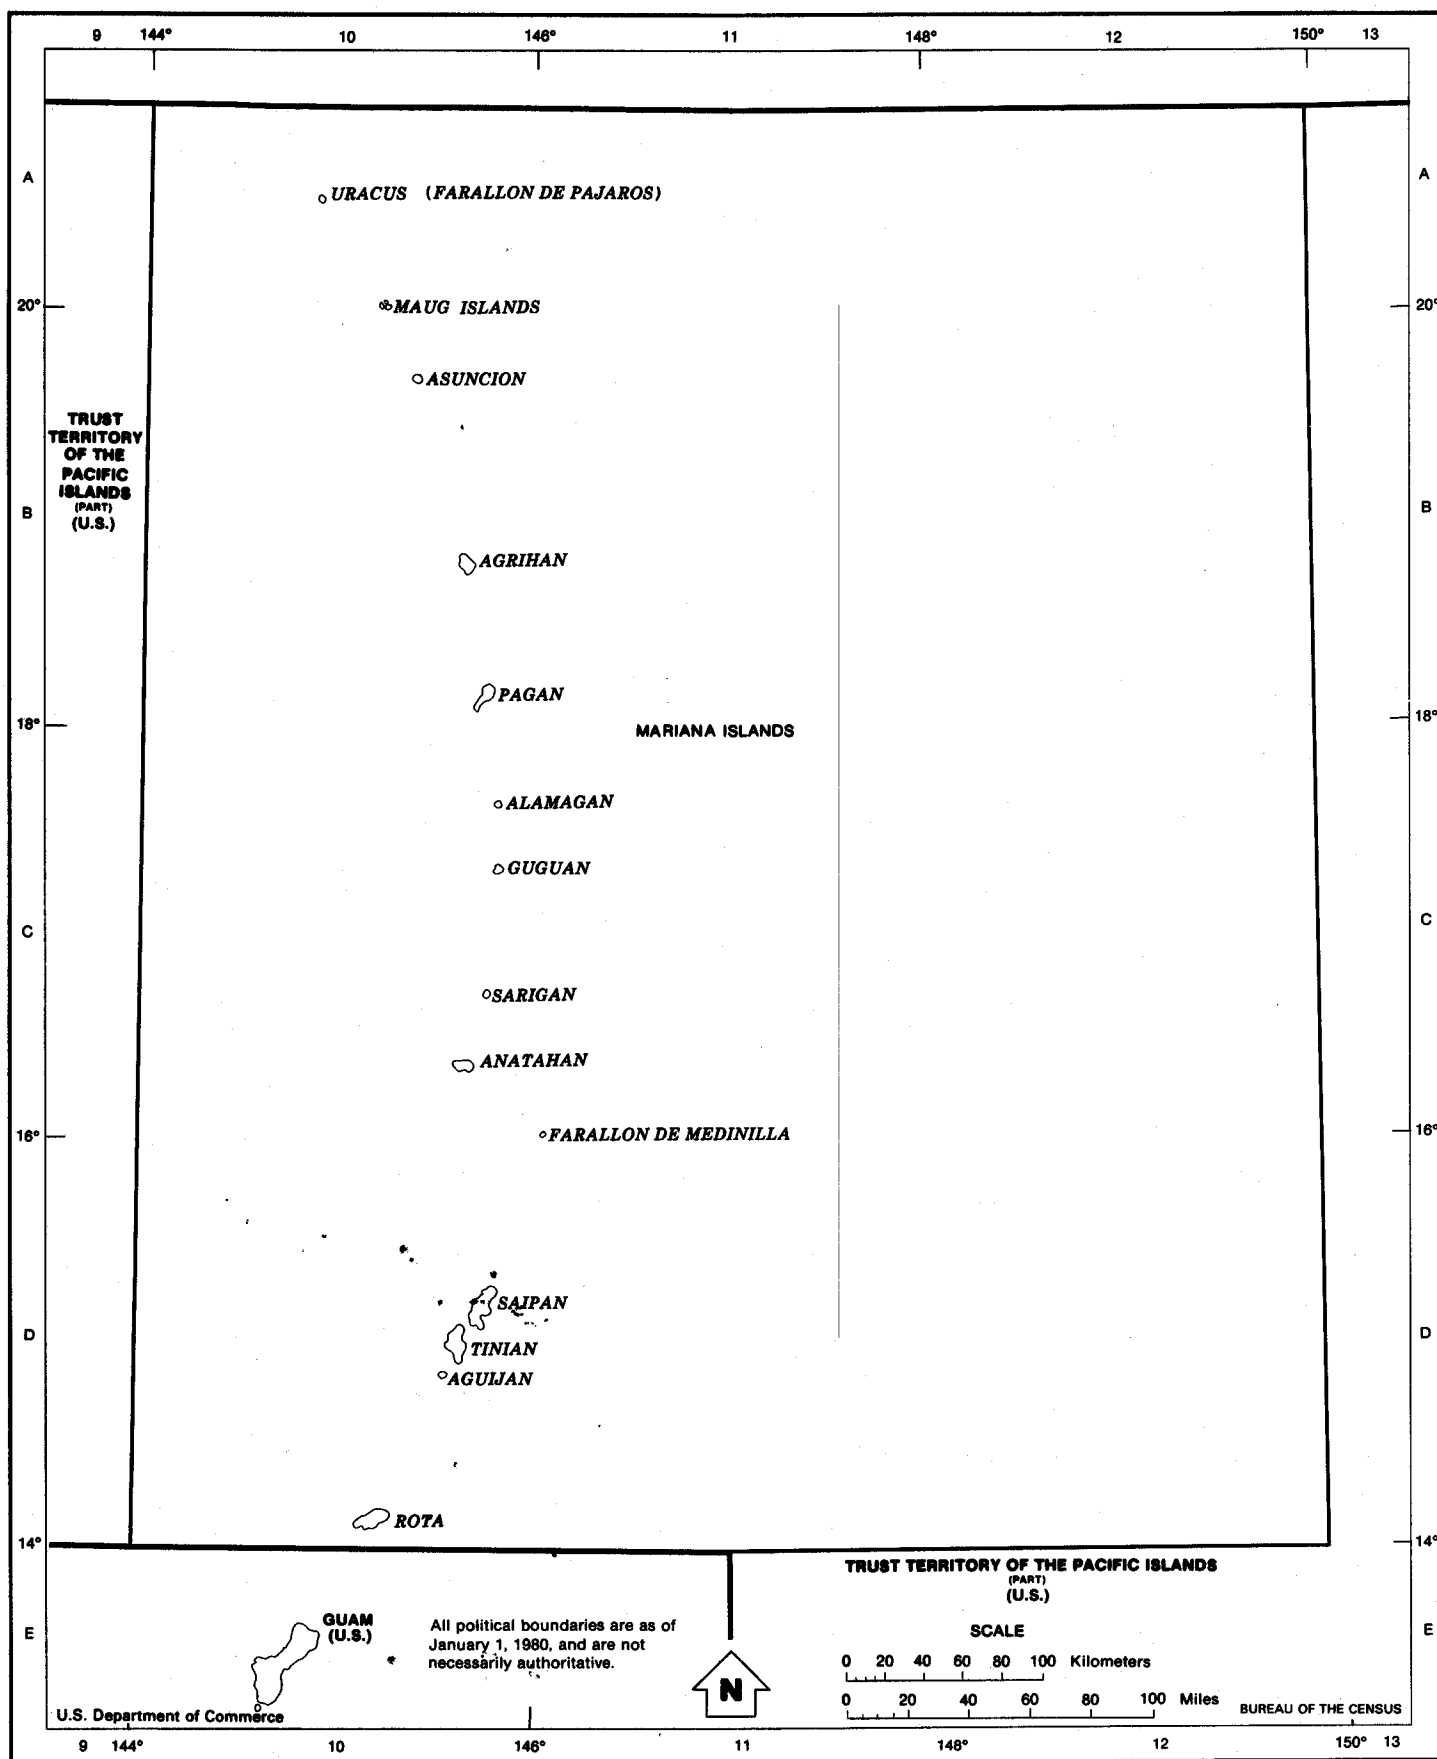 9 144° 10 146° 11 148° 12 150° 13
A A
URACUS (FARALLON DE PAJAROS)
20° 20°
MAUG ISLANDS
ASUNCION
TRUST
TERRITORY
OF THE
PACIFIC
ISLANDS
(PART)
(U.S.)
B B
AGRIHAN
PAGAN
18° 18°
MARIANA ISLANDS
ALAMAGAN
GUGUAN
C C
SARIGAN
ANATAHAN
16° 16°
FARALLON DE MEDINILLA
SAIPAN
D D
TINIAN
AGUIJAN
ROTA
14° 14°
TRUST TERRITORY OF THE PACIFIC ISLANDS
(PART)
(U.S.)
GUAM
(U.S.)
E E
All political boundaries are as of
January 1, 1980, and are not
necessarily authoritative.
N
SCALE
0 20 40 60 80 100 Kilometers
0 20 40 60 80 100 Miles
U.S. Department of Commerce
BUREAU OF THE CENSUS
9 144° 10 146° 11 148° 12 150° 13